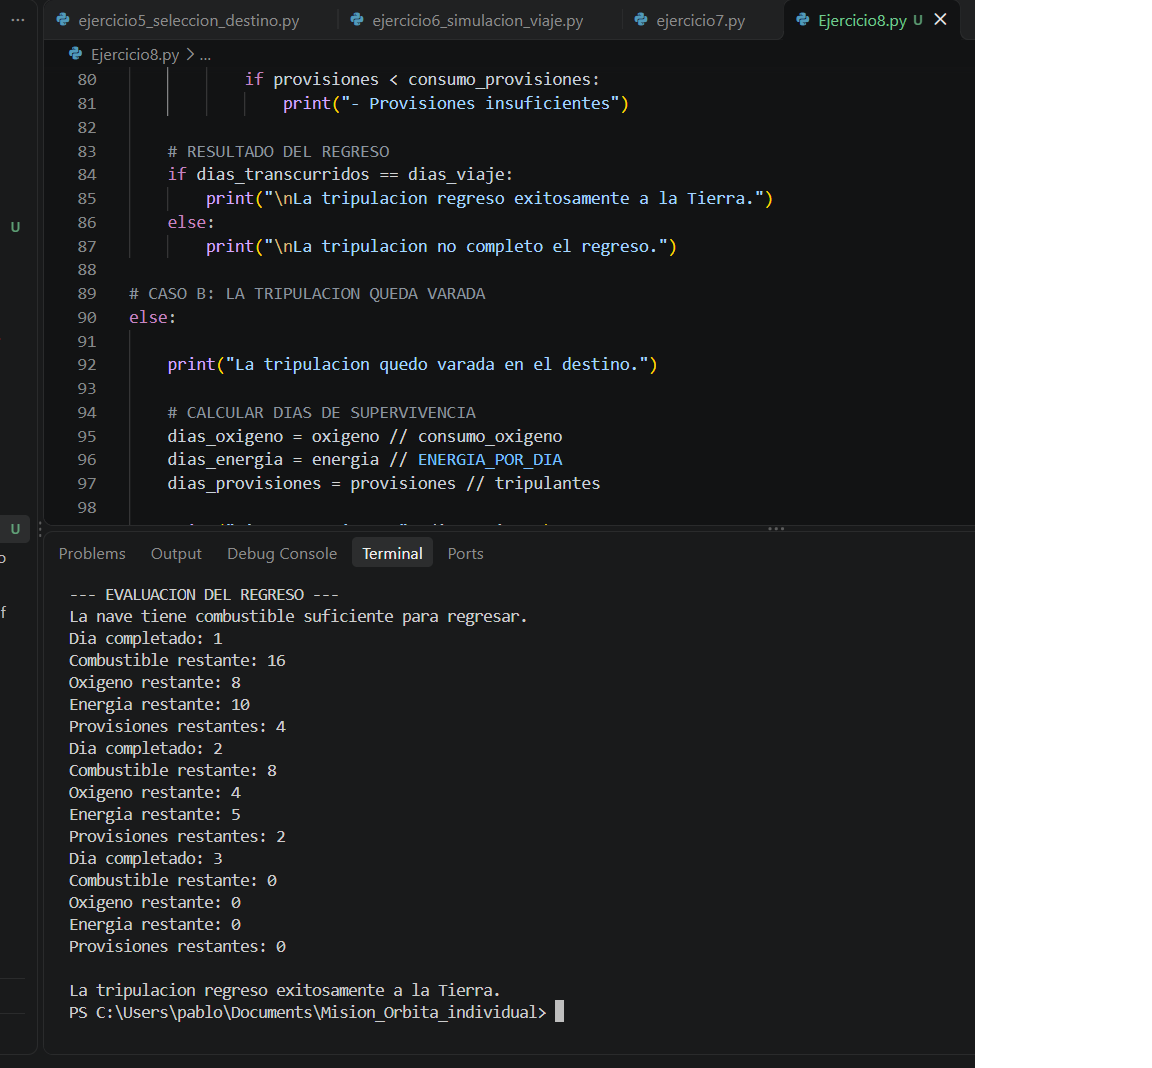 ejercicio5_seleccion_destino.py ejercicio6_simulacion_viaje.py ejercicio7.py Ejercicio8.py U
Ejercicio8.py > ...
80 if provisiones < consumo_provisiones:
81 print("- Provisiones insuficientes")
82
83 # RESULTADO DEL REGRESO
84 if dias_transcurridos == dias_viaje:
85 print("\nLa tripulacion regreso exitosamente a la Tierra.")
86 else:
87 print("\nLa tripulacion no completo el regreso.")
88
89 # CASO B: LA TRIPULACION QUEDA VARADA
90 else:
91
92 print("La tripulacion quedo varada en el destino.")
93
94 # CALCULAR DIAS DE SUPERVIVENCIA
95 dias_oxigeno = oxigeno // consumo_oxigeno
96 dias_energia = energia // ENERGIA_POR_DIA
97 dias_provisiones = provisiones // tripulantes
98
U
U
o
f
Problems Output Debug Console Terminal Ports
--- EVALUACION DEL REGRESO ---
La nave tiene combustible suficiente para regresar.
Dia completado: 1
Combustible restante: 16
Oxigeno restante: 8
Energia restante: 10
Provisiones restantes: 4
Dia completado: 2
Combustible restante: 8
Oxigeno restante: 4
Energia restante: 5
Provisiones restantes: 2
Dia completado: 3
Combustible restante: 0
Oxigeno restante: 0
Energia restante: 0
Provisiones restantes: 0
La tripulacion regreso exitosamente a la Tierra.
PS C:\Users\pablo\Documents\Mision_Orbita_individual>